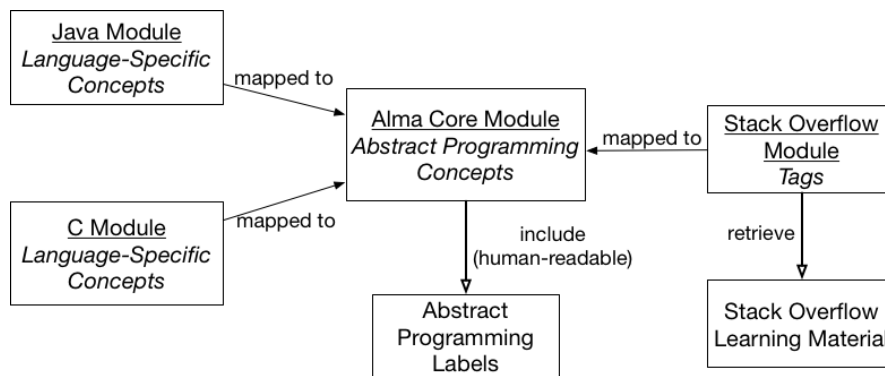 Java Module
Language-Specific
Concepts
mapped to
Alma Core Module
Abstract Programming
Concepts
mapped to
Stack Overflow
Module
Tags
C Module
Language-Specific
Concepts
mapped to
include
(human-readable)
retrieve
Abstract
Programming
Labels
Stack Overflow
Learning Material